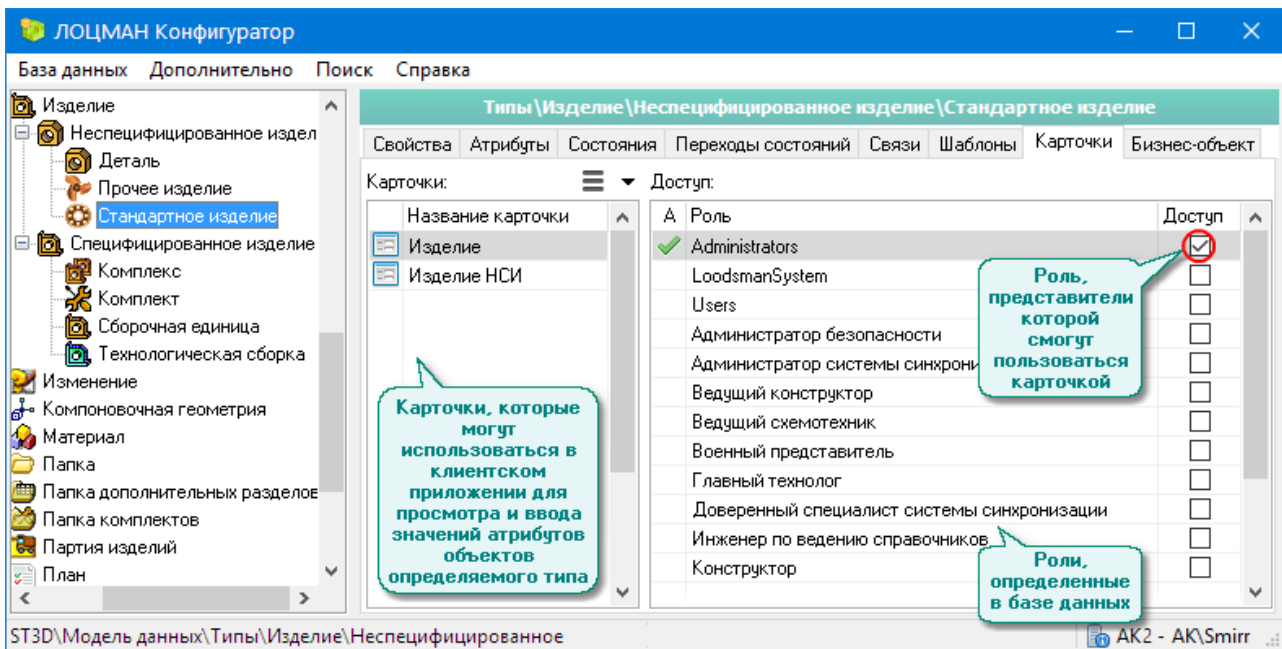 ЛОЦМАН Конфигуратор
База данных Дополнительно Поиск Справка
Изделие
Неспецифицированное издел
Деталь
Прочее изделие
Стандартное изделие
Специфицированное изделие
Комплекс
Комплект
Сборочная единица
Технологическая сборка
Изменение
Компоновочная геометрия
Материал
Папка
Папка дополнительных разделов
Папка комплектов
Партия изделий
План
Типы\Изделие\Неспецифицированное изделие\Стандартное изделие
Свойства Атрибуты Состояния Переходы состояний Связи Шаблоны Карточки Бизнес-объект
Карточки:
Название карточки
Изделие
Изделие НСИ
Карточки, которые
могут
использоваться в
клиентском
приложении для
просмотра и ввода
значений атрибутов
объектов
определяемого типа
Доступ:
А Роль Доступ
Administrators
LoodsmanSystem
Users
Администратор безопасности
Администратор системы синхрони
Ведущий конструктор
Ведущий схемотехник
Военный представитель
Главный технолог
Доверенный специалист системы синхронизации
Инженер по ведению справочников
Конструктор
Роль,
представители
которой
смогут
пользоваться
карточкой
Роли,
определенные
в базе данных
ST3D\Модель данных\Типы\Изделие\Неспецифицированное
AK2 - AK\Smirr